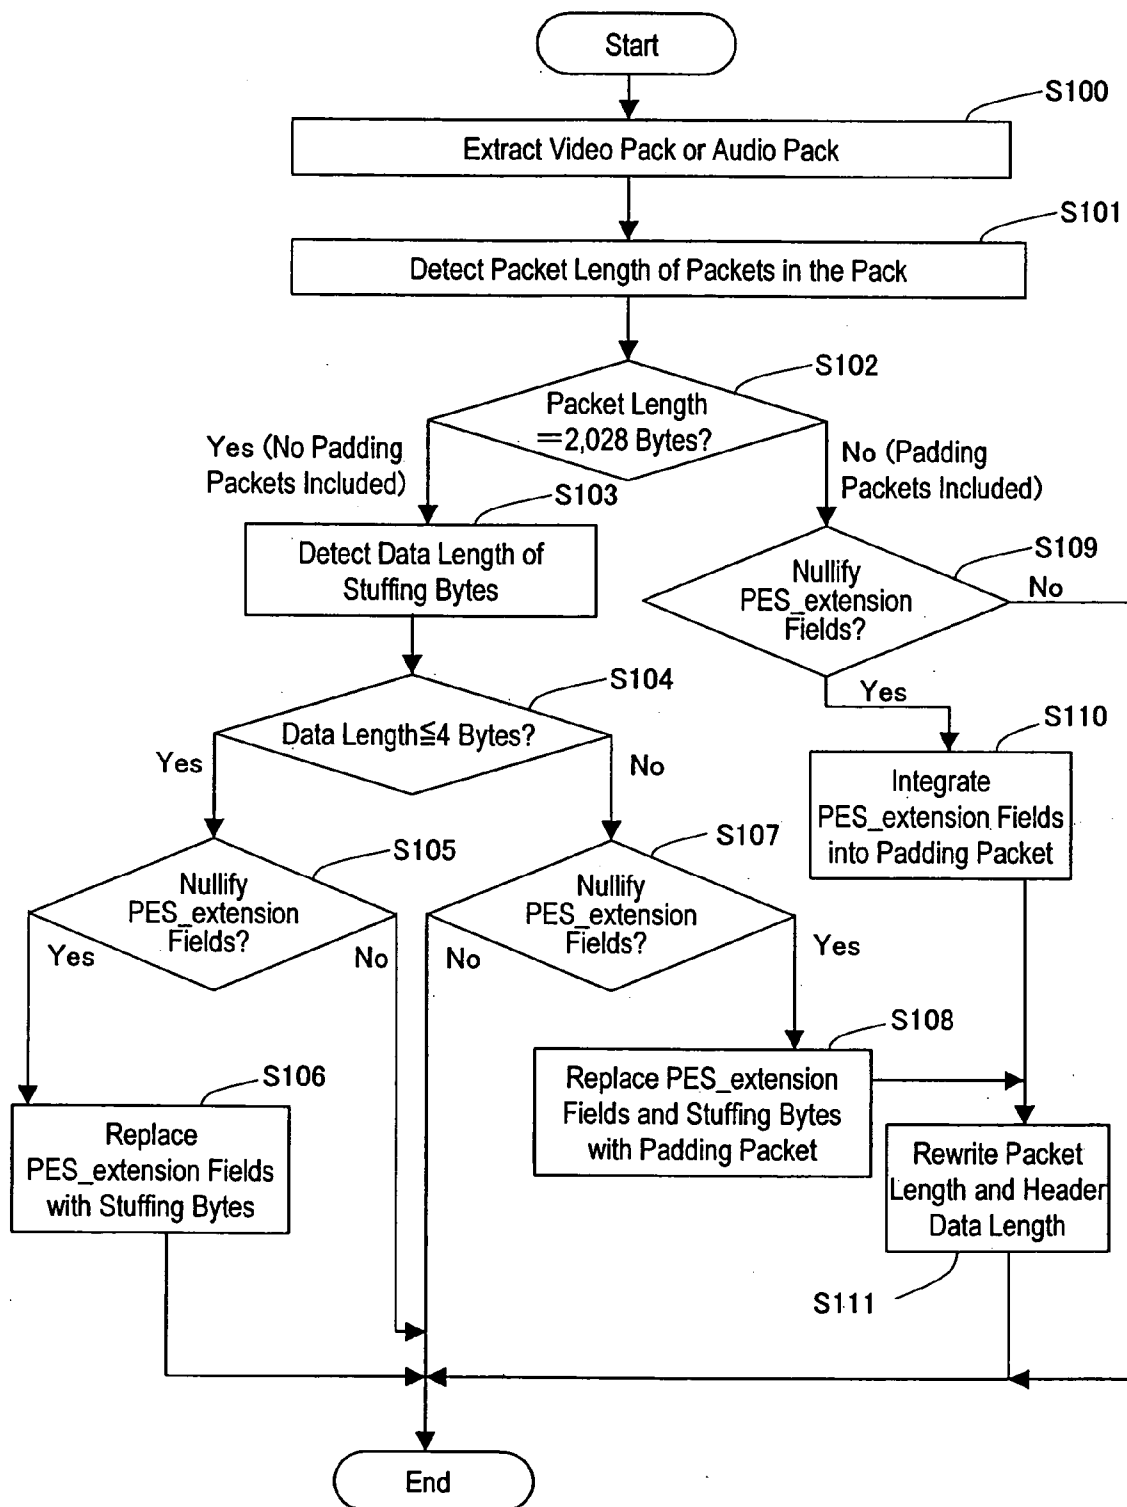 Start
S100
Extract Video Pack or Audio Pack
S101
Detect Packet Length of Packets in the Pack
S102
Packet Length
=2,028 Bytes?
Yes (No Padding
Packets Included)
No (Padding
Packets Included)
S103
Detect Data Length of
Stuffing Bytes
S109
Nullify
PES_extension
Fields?
No
Yes
S104
Data Length≦4 Bytes?
Yes
No
S110
Integrate
PES_extension Fields
into Padding Packet
S105
Nullify
PES_extension
Fields?
Yes
No
S107
Nullify
PES_extension
Fields?
No
Yes
S108
Replace PES_extension
Fields and Stuffing Bytes
with Padding Packet
S106
Replace
PES_extension Fields
with Stuffing Bytes
Rewrite Packet
Length and Header
Data Length
S111
End